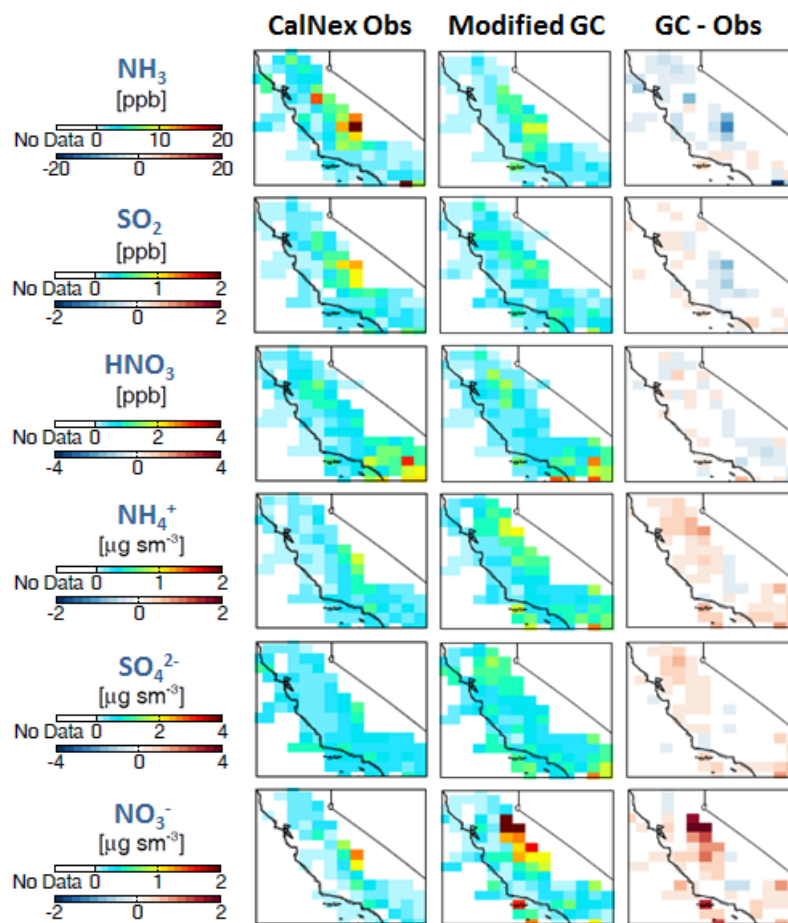 CalNex Obs Modified GC GC - Obs
NH₃
[ppb]
No Data 0 10 20
-20 0 20
SO₂
[ppb]
No Data 0 1 2
-2 0 2
HNO₃
[ppb]
No Data 0 2 4
-4 0 4
NH₄⁺
[μg sm⁻³]
No Data 0 1 2
-2 0 2
SO₄²⁻
[μg sm⁻³]
No Data 0 2 4
-4 0 4
NO₃⁻
[μg sm⁻³]
No Data 0 1 2
-2 0 2